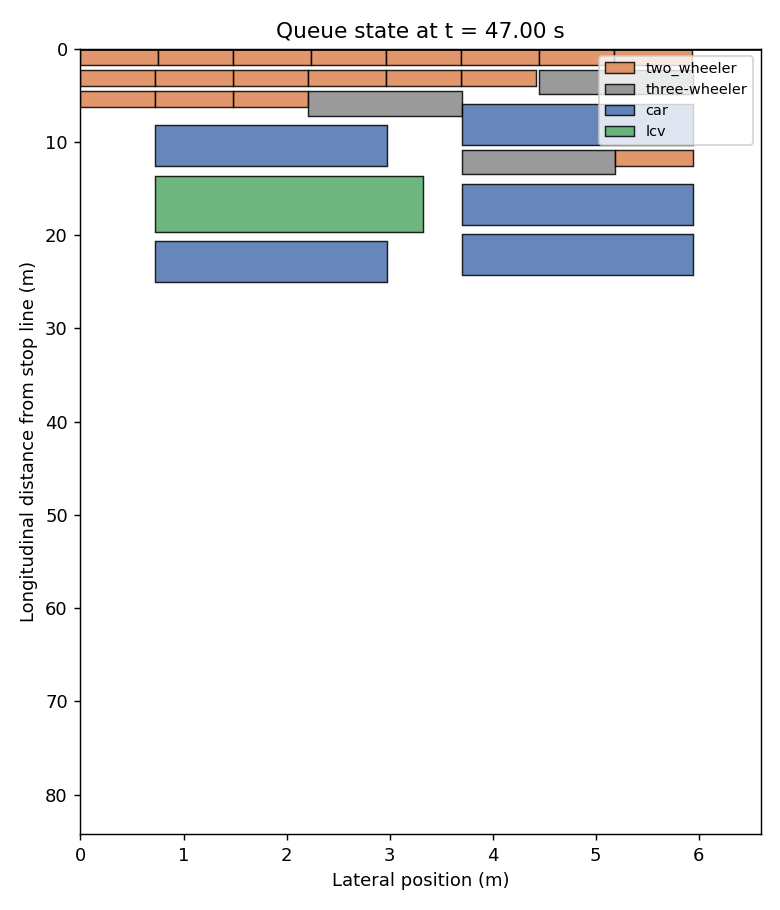 Queue state at t = 47.00 s
two_wheeler
three-wheeler
car
lcv
0
10
20
30
40
50
60
70
80
Longitudinal distance from stop line (m)
0 1 2 3 4 5 6
Lateral position (m)